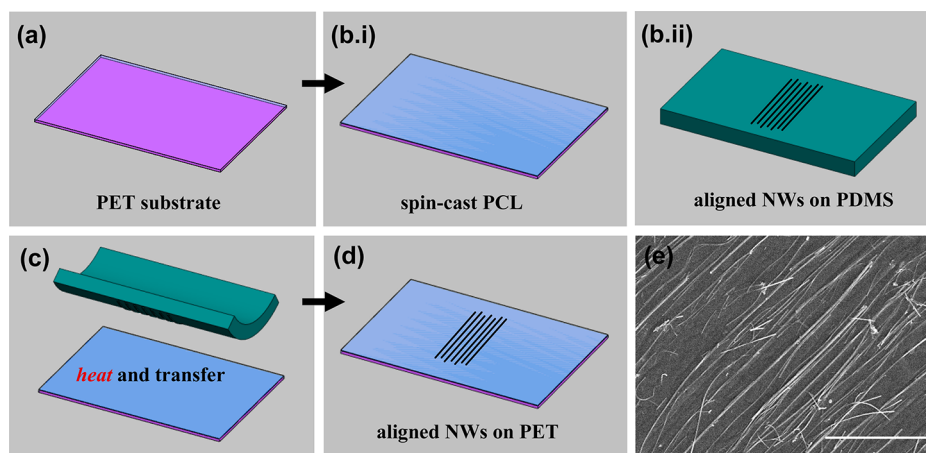 (a)
PET substrate
(b.i)
spin-cast PCL
(b.ii)
aligned NWs on PDMS
(c)
heat and transfer
(d)
aligned NWs on PET
(e)